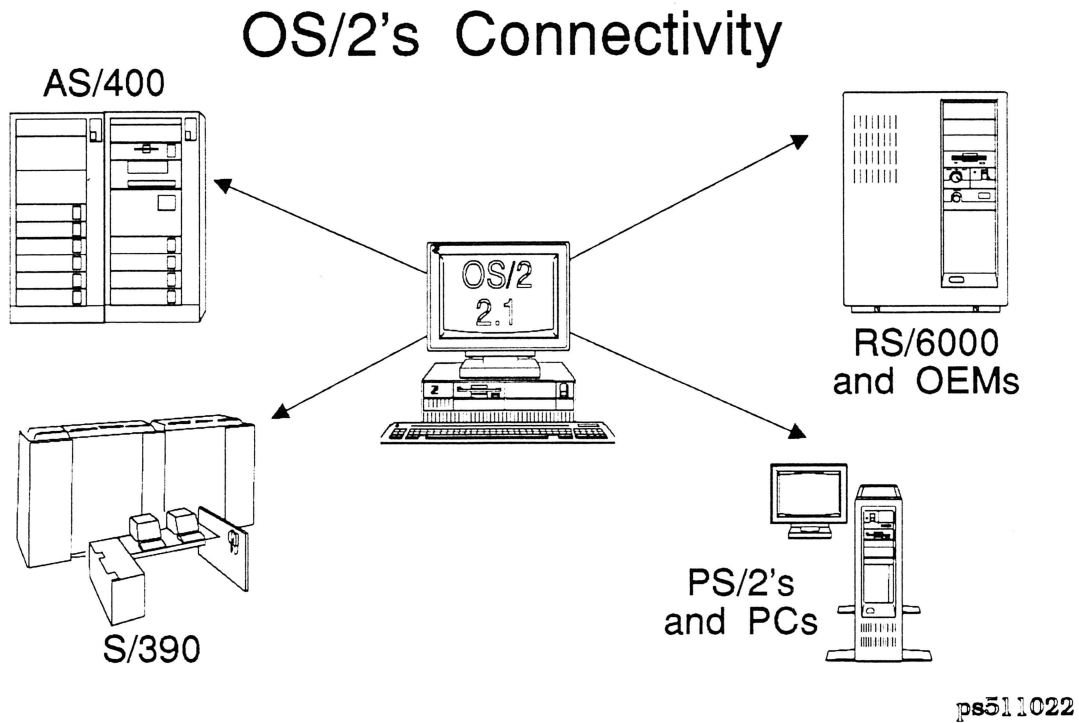 OS/2's Connectivity
AS/400
OS/2
2.1
RS/6000
and OEMs
S/390
PS/2's
and PCs
ps511022